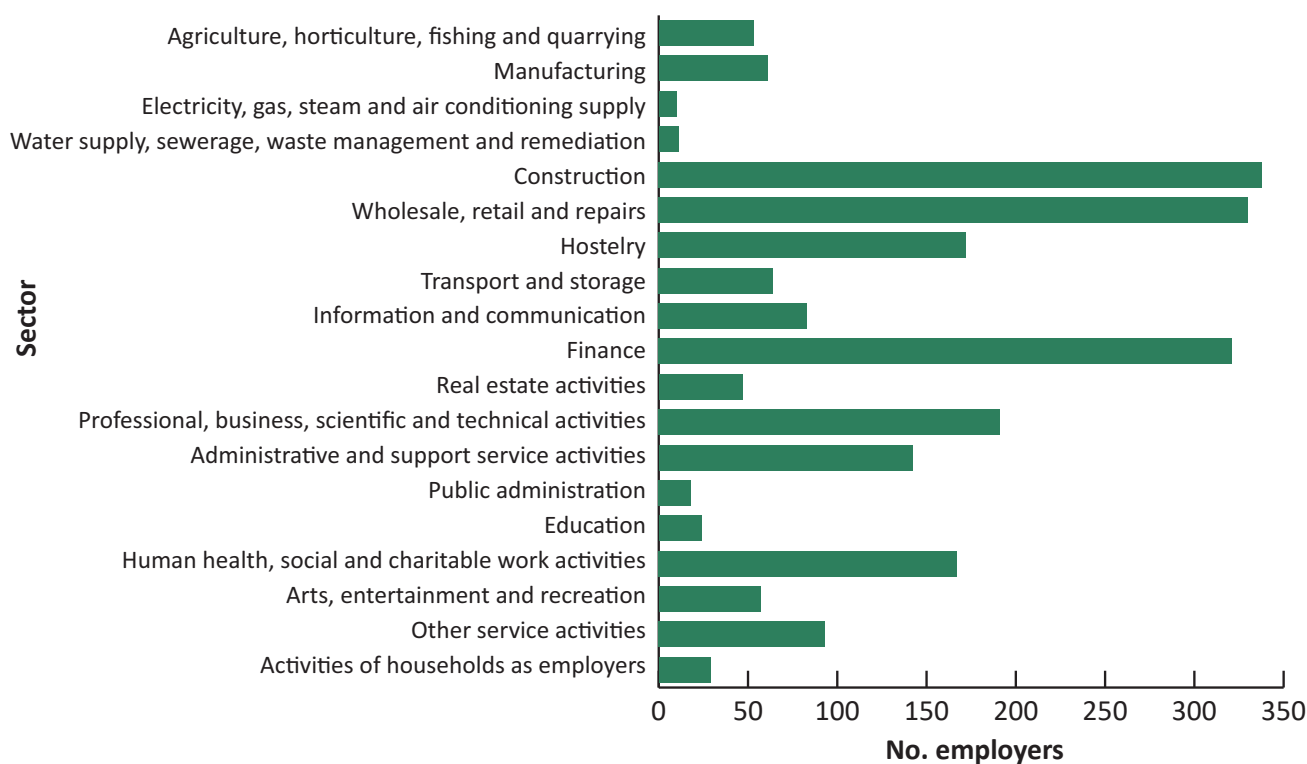 Agriculture, horticulture, fishing and quarrying
Manufacturing
Electricity, gas, steam and air conditioning supply
Water supply, sewerage, waste management and remediation
Construction
Wholesale, retail and repairs
Hostelry
Transport and storage
Information and communication
Finance
Real estate activities
Professional, business, scientific and technical activities
Administrative and support service activities
Public administration
Education
Human health, social and charitable work activities
Arts, entertainment and recreation
Other service activities
Activities of households as employers
Sector
0 50 100 150 200 250 300 350
No. employers